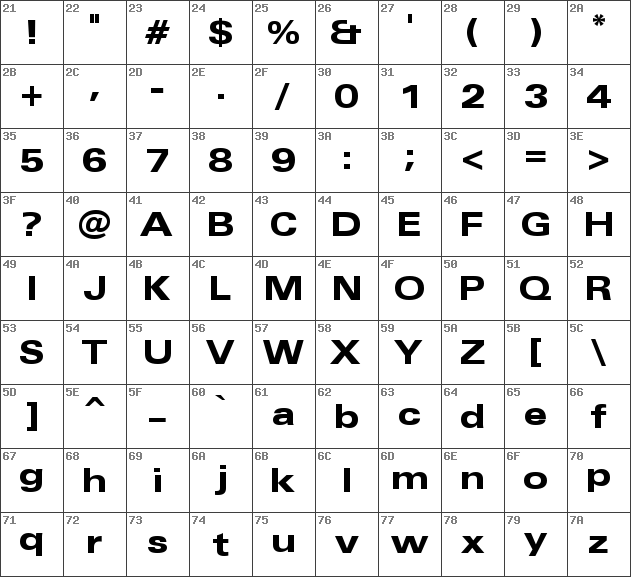 21 22 23 24 25 26 27 28 29 2A
! " # $ % & ' ( ) *
2B 2C 2D 2E 2F 30 31 32 33 34
+ , - . / 0 1 2 3 4
35 36 37 38 39 3A 3B 3C 3D 3E
5 6 7 8 9 : ; < = >
3F 40 41 42 43 44 45 46 47 48
? @ A B C D E F G H
49 4A 4B 4C 4D 4E 4F 50 51 52
I J K L M N O P Q R
53 54 55 56 57 58 59 5A 5B 5C
S T U V W X Y Z [ \
5D 5E 5F 60 61 62 63 64 65 66
] ^ _ ` a b c d e f
67 68 69 6A 6B 6C 6D 6E 6F 70
g h i j k l m n o p
71 72 73 74 75 76 77 78 79 7A
q r s t u v w x y z